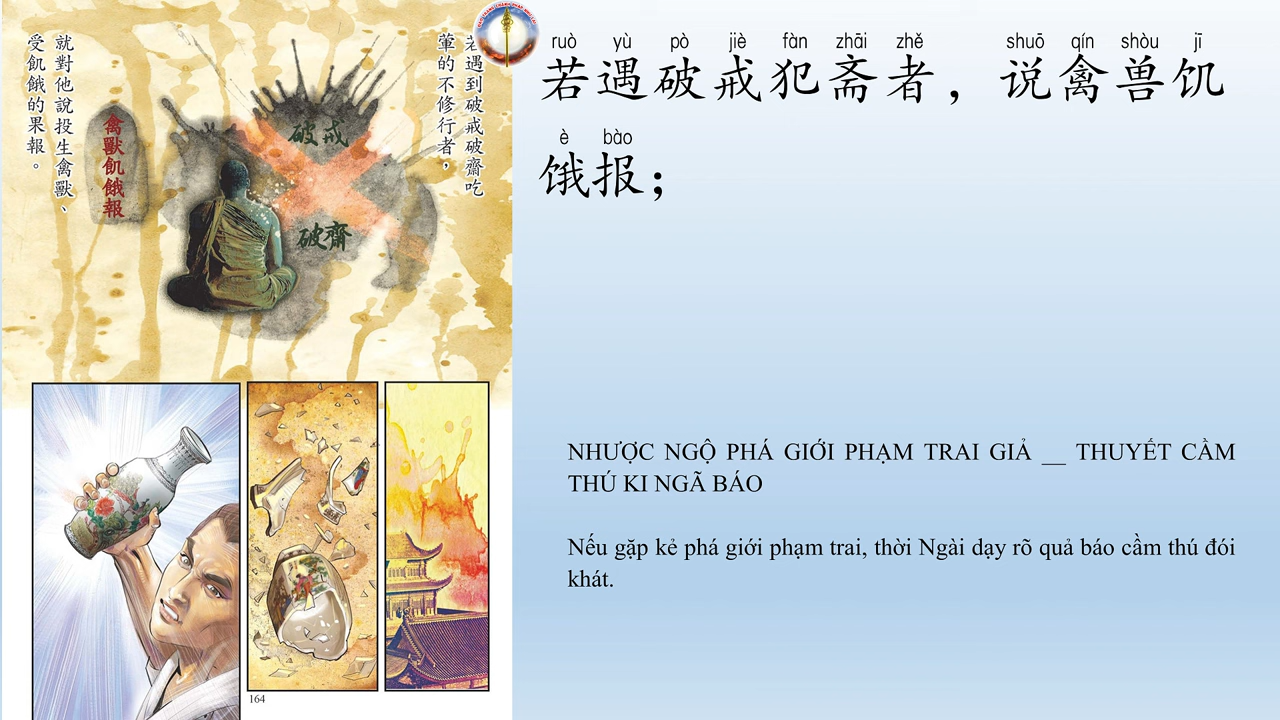 若遇到破戒破齋吃
葷的不修行者，
就對他說投生禽獸、
受飢餓的果報。
禽獸飢餓報
破戒
破齋
164
ruò yù pò jiè fàn zhāi zhě shuō qín shòu jī
若遇破戒犯斋者，说禽兽饥
è bào
饿报；
NHƯỢC NGỘ PHÁ GIỚI PHẠM TRAI GIẢ __ THUYẾT CẦM
THÚ KI NGÃ BÁO
Nếu gặp kẻ phá giới phạm trai, thời Ngài dạy rõ quả báo cầm thú đói
khát.